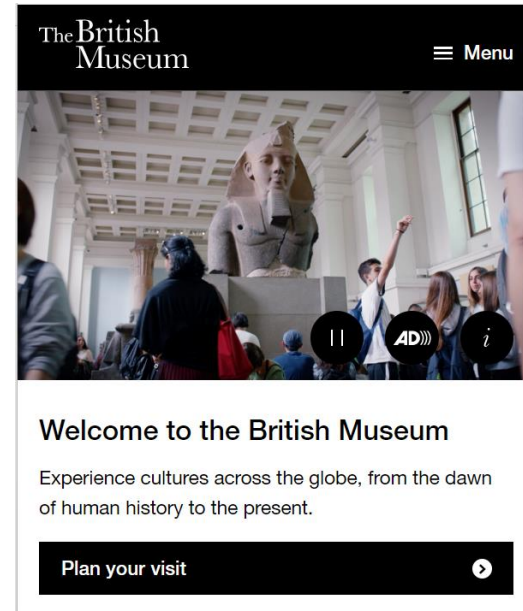 The British
Museum
Menu
AD
i
Welcome to the British Museum
Experience cultures across the globe, from the dawn
of human history to the present.
Plan your visit